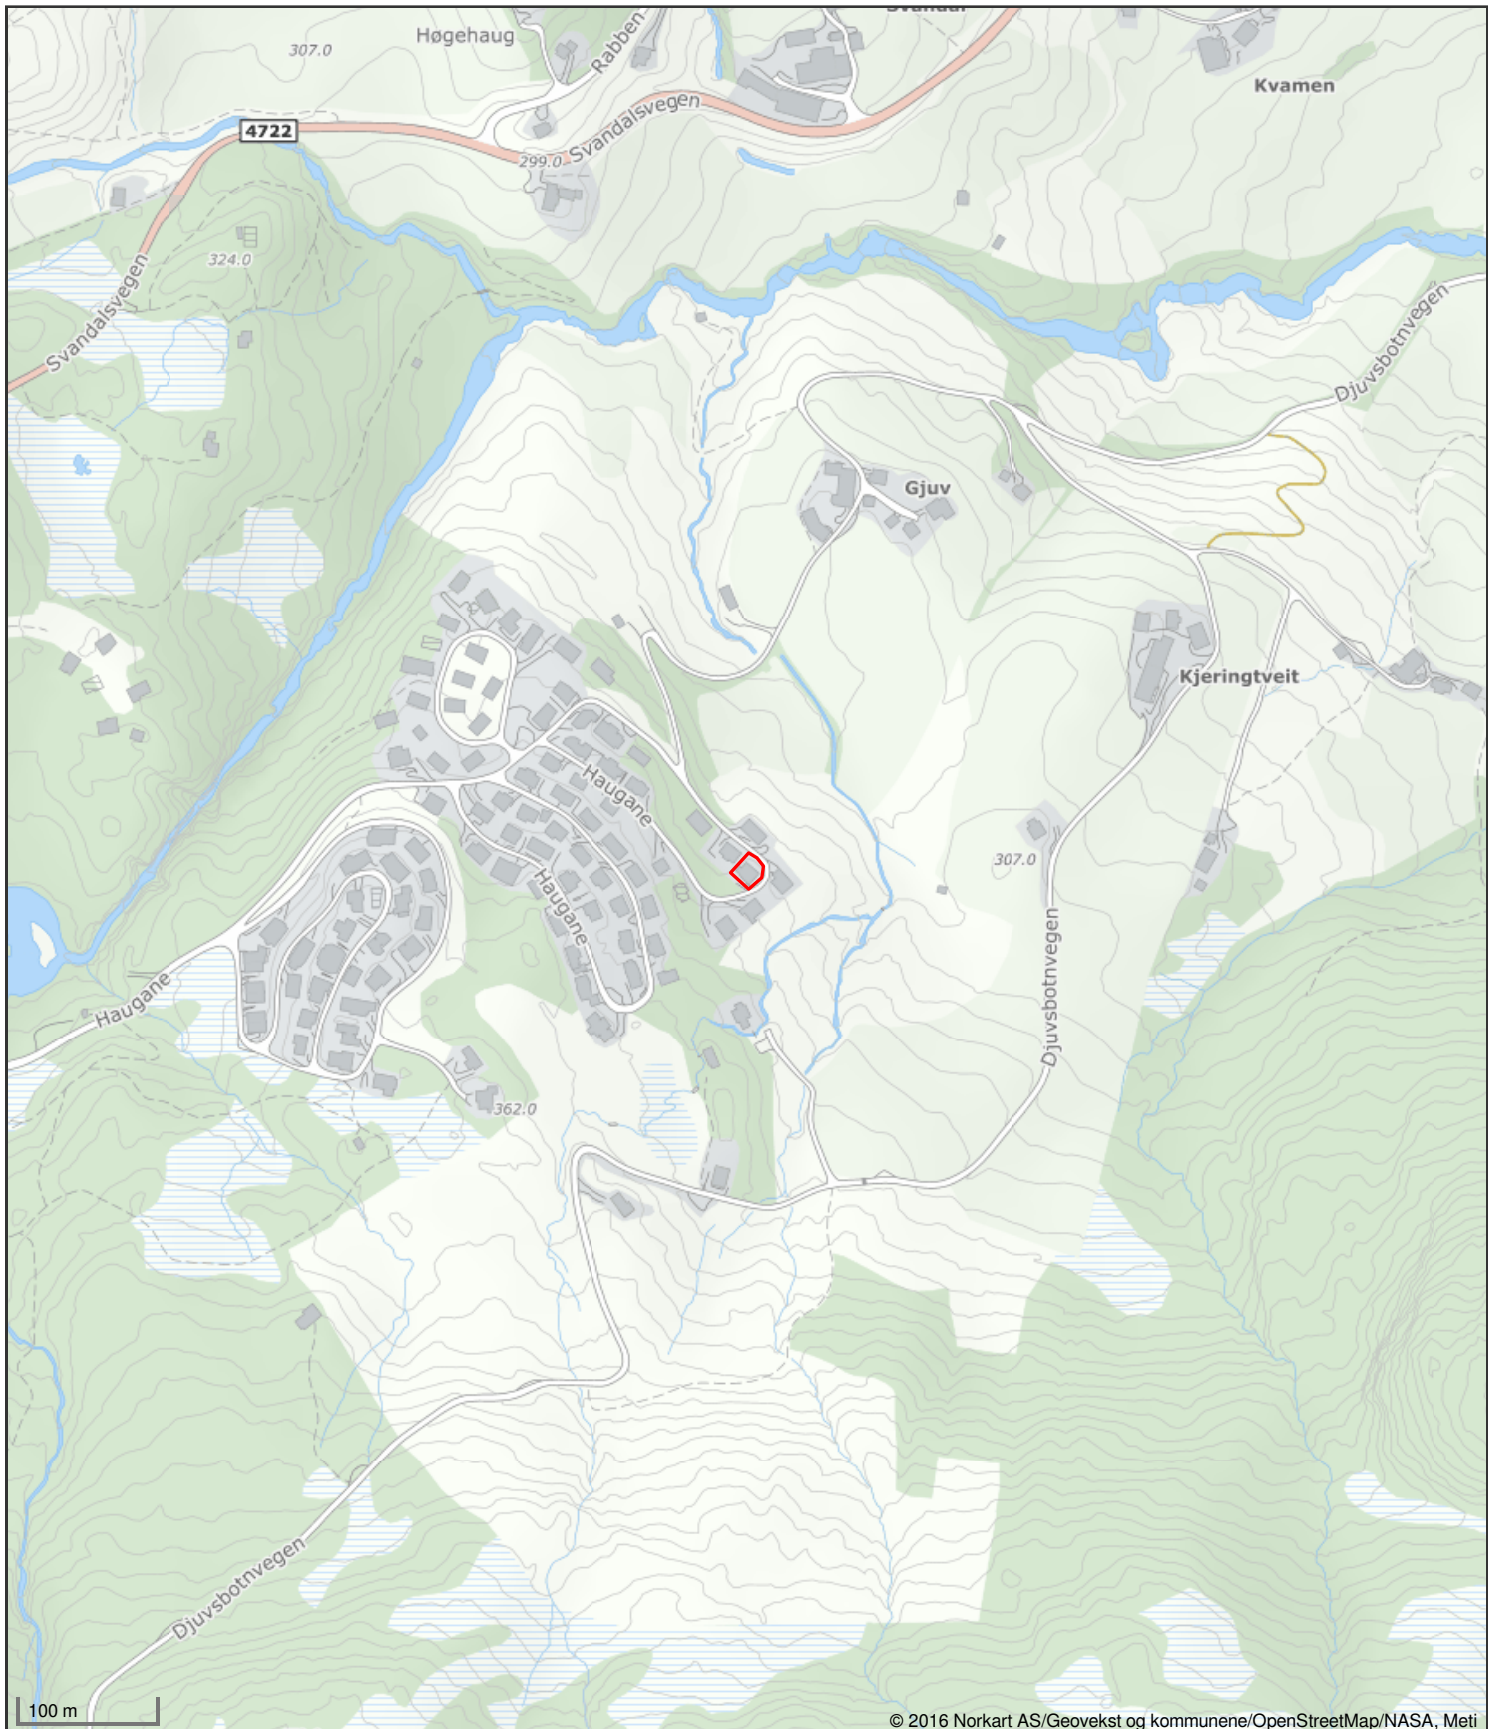 Svandal
Høgehaug
Rabben
307.0
Kvamen
Svandalsvegen
4722
299.0
324.0
Svandalsvegen
Djuvsbotnvegen
Gjuv
Kjeringtveit
Haugane
307.0
Haugane
Djuvsbotnvegen
Haugane
362.0
Djuvsbotnvegen
100 m
© 2016 Norkart AS/Geovekst og kommunene/OpenStreetMap/NASA, Meti